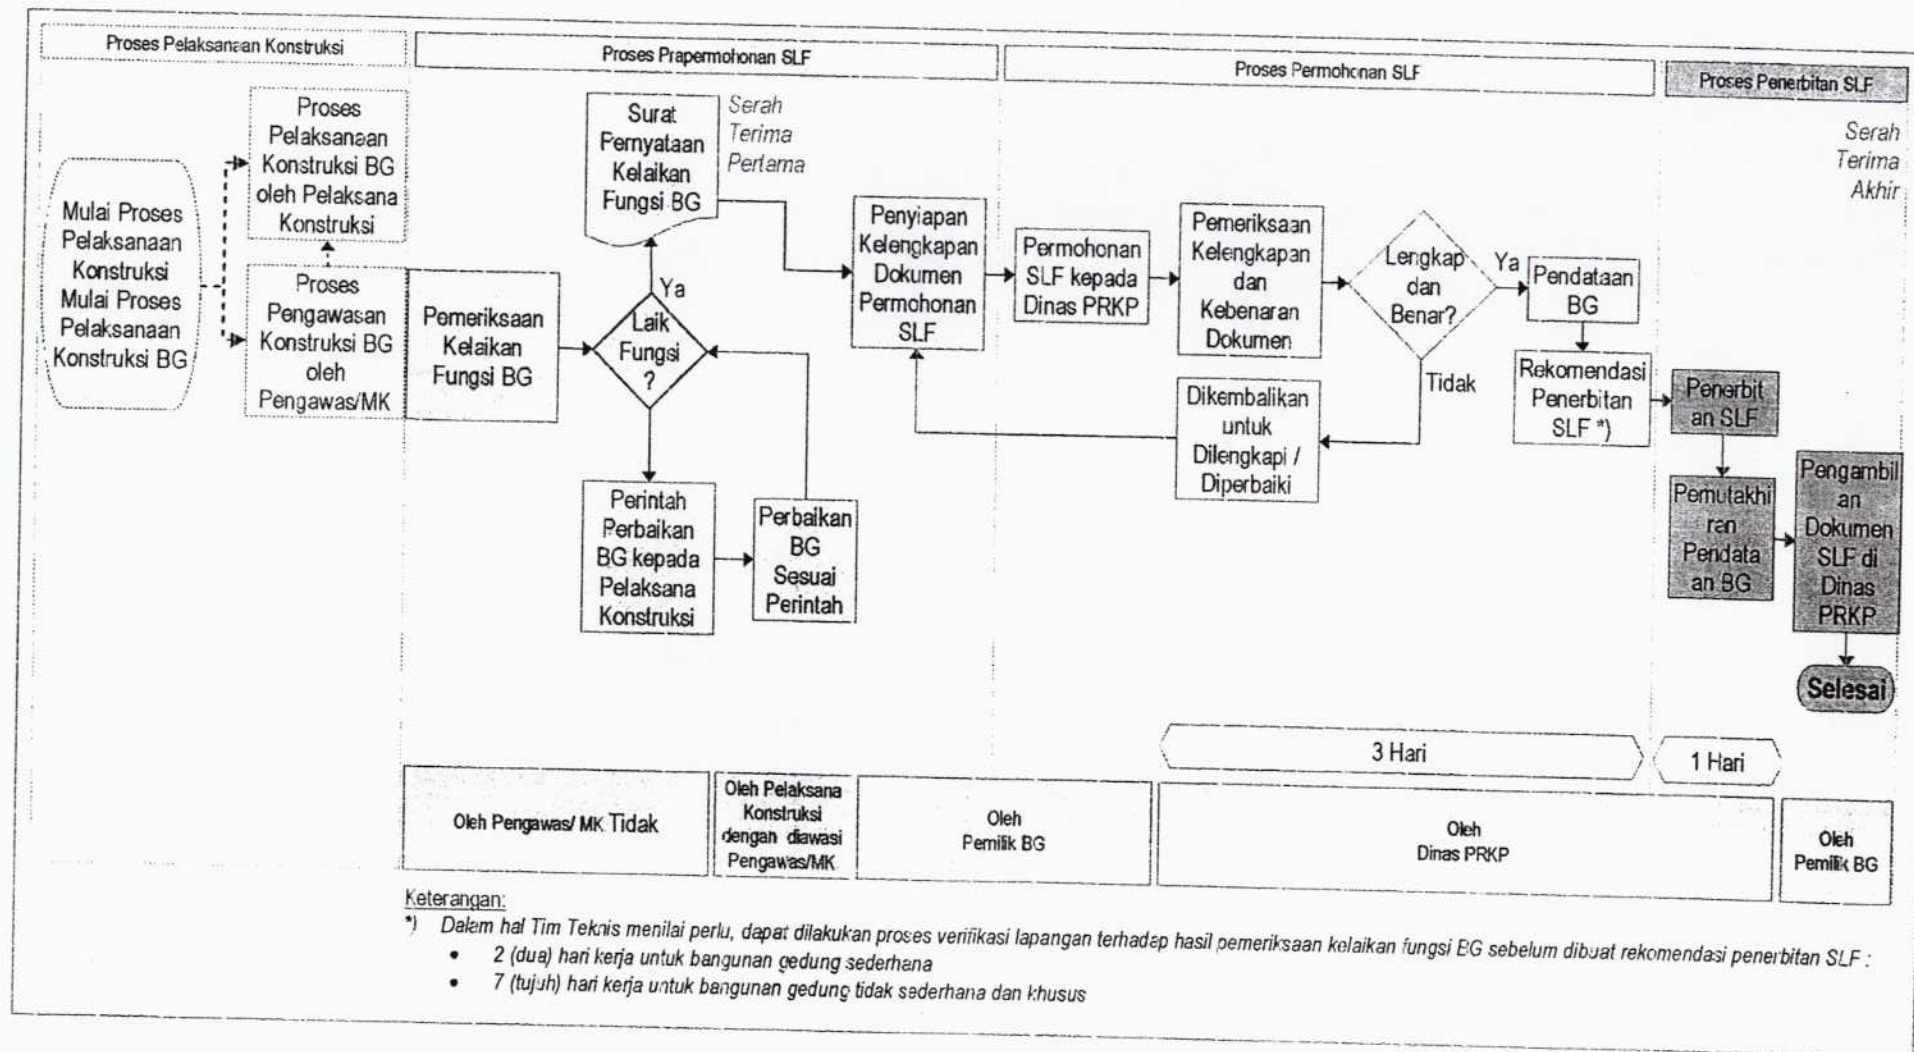 Proses Pelaksanaan Konstruksi
Proses Prapermohonan SLF
Proses Permohonan SLF
Proses Penerbitan SLF
Mulai Proses
Pelaksanaan
Konstruksi
Mulai Proses
Pelaksanaan
Konstruksi BG
Proses
Pelaksanaan
Konstruksi BG
oleh Pelaksana
Konstruksi
Proses
Pengawasan
Konstruksi BG
oleh
Pengawas/MK
Pemeriksaan
Kelaikan
Fungsi BG
Surat
Pernyataan
Kelaikan
Fungsi BG
Serah
Terima
Pertama
Ya
Laik
Fungsi
?
Perintah
Perbaikan
BG kepada
Pelaksana
Konstruksi
Perbaikan
BG
Sesuai
Perintah
Penyiapan
Kelengkapan
Dokumen
Permohonan
SLF
Permohonan
SLF kepada
Dinas PRKP
Pemeriksaan
Kelengkapan
dan
Kebenaran
Dokumen
Lengkap
dan
Benar?
Ya
Tidak
Dikembalikan
untuk
Dilengkapi /
Diperbaiki
Pendataan
BG
Rekomendasi
Penerbitan
SLF *)
Serah
Terima
Akhir
Penerbit
an SLF
Pemutakhi
ran
Pendata
an BG
Pengambil
an
Dokumen
SLF di
Dinas
PRKP
Selesai
3 Hari
1 Hari
Oleh Pengawas/ MK Tidak
Oleh Pelaksana
Konstruksi
dengan diawasi
Pengawas/MK
Oleh
Pemilik BG
Oleh
Dinas PRKP
Oleh
Pemilik BG
Keterangan:
*) Dalam hal Tim Teknis menilai perlu, dapat dilakukan proses verifikasi lapangan terhadap hasil pemeriksaan kelaikan fungsi BG sebelum dibuat rekomendasi penerbitan SLF :
• 2 (dua) hari kerja untuk bangunan gedung sederhana
• 7 (tujuh) hari kerja untuk bangunan gedung tidak sederhana dan khusus